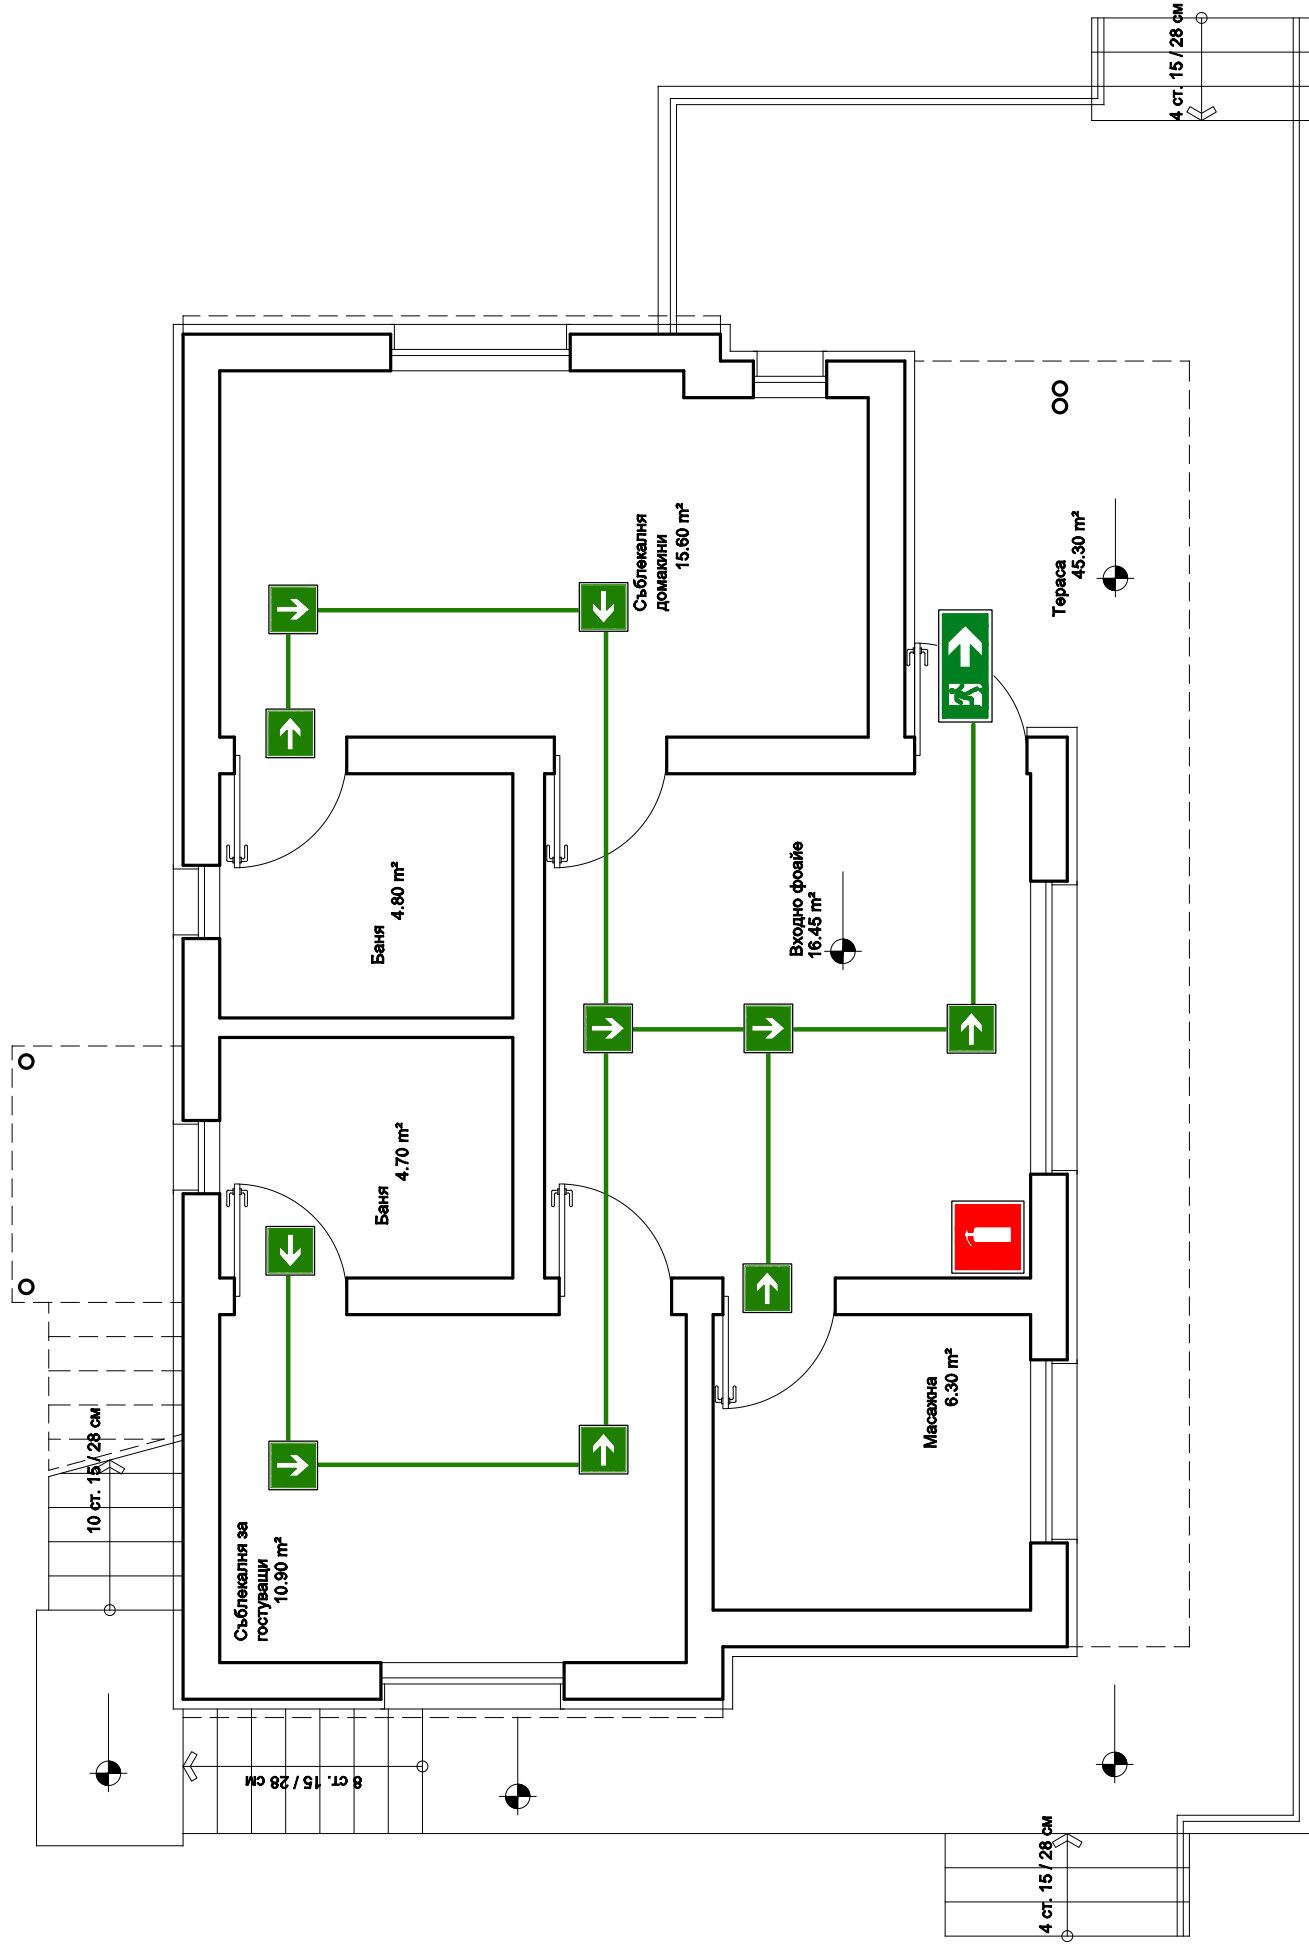 4 ст. 15 / 28 см
Съблекалня
домакини
15.60 m²
Тераса
45.30 m²
Баня
4.80 m²
Входно фоайе
16.45 m²
Баня
4.70 m²
Масажна
6.30 m²
10 ст. 15 / 28 см
Съблекалня за
гостуващи
10.90 m²
8 ст. 15 / 28 см
4 ст. 15 / 28 см